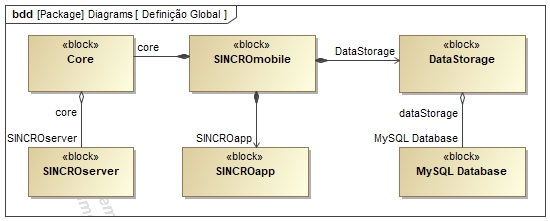 bdd [Package] Diagrams [ Definição Global ]
«block»
Core
core
«block»
SINCROmobile
DataStorage
«block»
DataStorage
core
dataStorage
SINCROserver
SINCROapp
MySQL Database
«block»
SINCROserver
«block»
SINCROapp
«block»
MySQL Database